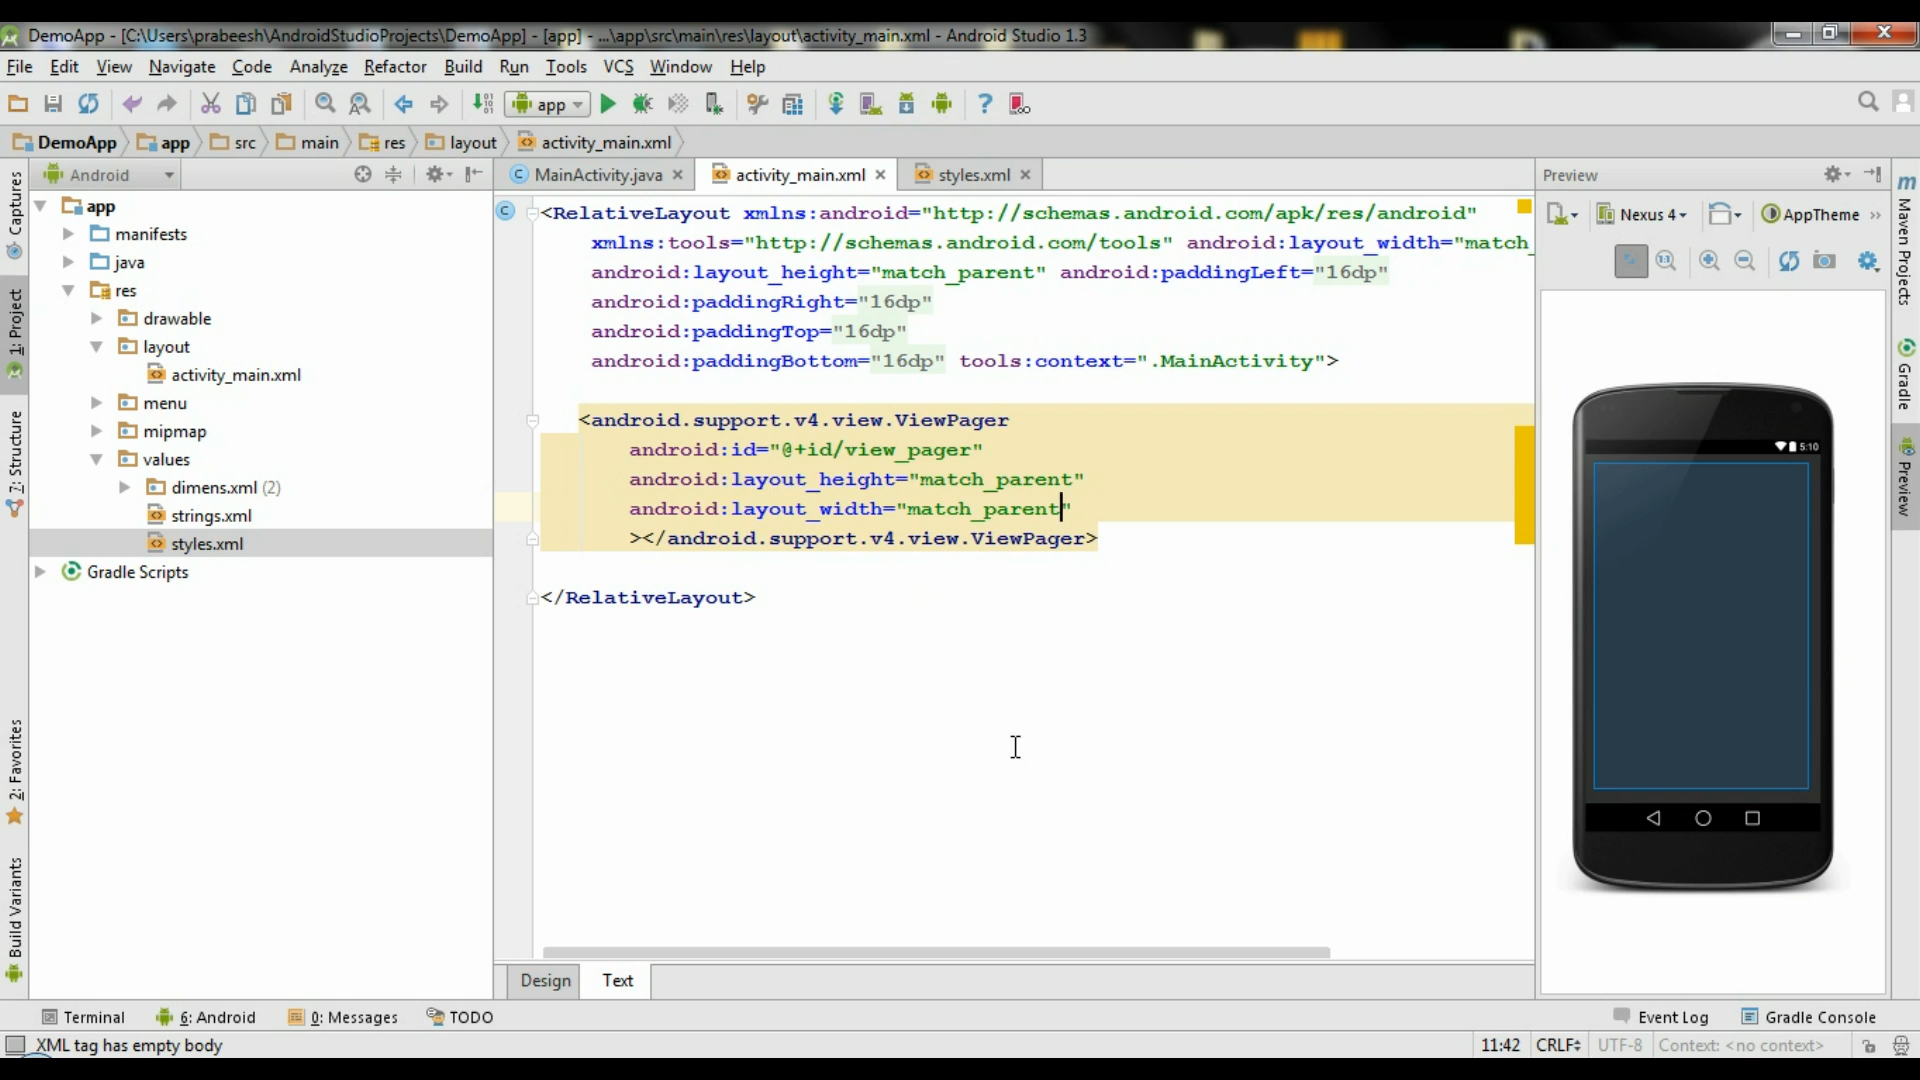 DemoApp - [C:\Users\prabeesh\AndroidStudioProjects\DemoApp] - [app] - ...\app\src\main\res\layout\activity_main.xml - Android Studio 1.3
File Edit View Navigate Code Analyze Refactor Build Run Tools VCS Window Help
app
DemoApp app src main res layout activity_main.xml
Captures
1: Project
7: Structure
2: Favorites
Build Variants
Android
app
manifests
java
res
drawable
layout
activity_main.xml
menu
mipmap
values
dimens.xml (2)
strings.xml
styles.xml
Gradle Scripts
MainActivity.java activity_main.xml styles.xml
<RelativeLayout xmlns:android="http://schemas.android.com/apk/res/android"
xmlns:tools="http://schemas.android.com/tools" android:layout_width="match_
android:layout_height="match_parent" android:paddingLeft="16dp"
android:paddingRight="16dp"
android:paddingTop="16dp"
android:paddingBottom="16dp" tools:context=".MainActivity">
<android.support.v4.view.ViewPager
android:id="@+id/view_pager"
android:layout_height="match_parent"
android:layout_width="match_parent"
></android.support.v4.view.ViewPager>
</RelativeLayout>
Design Text
Preview
Nexus 4 AppTheme
1:1
5:10
Maven Projects
Gradle
Preview
Terminal 6: Android 0: Messages TODO
Event Log Gradle Console
XML tag has empty body
11:42 CRLF UTF-8 Context: <no context>